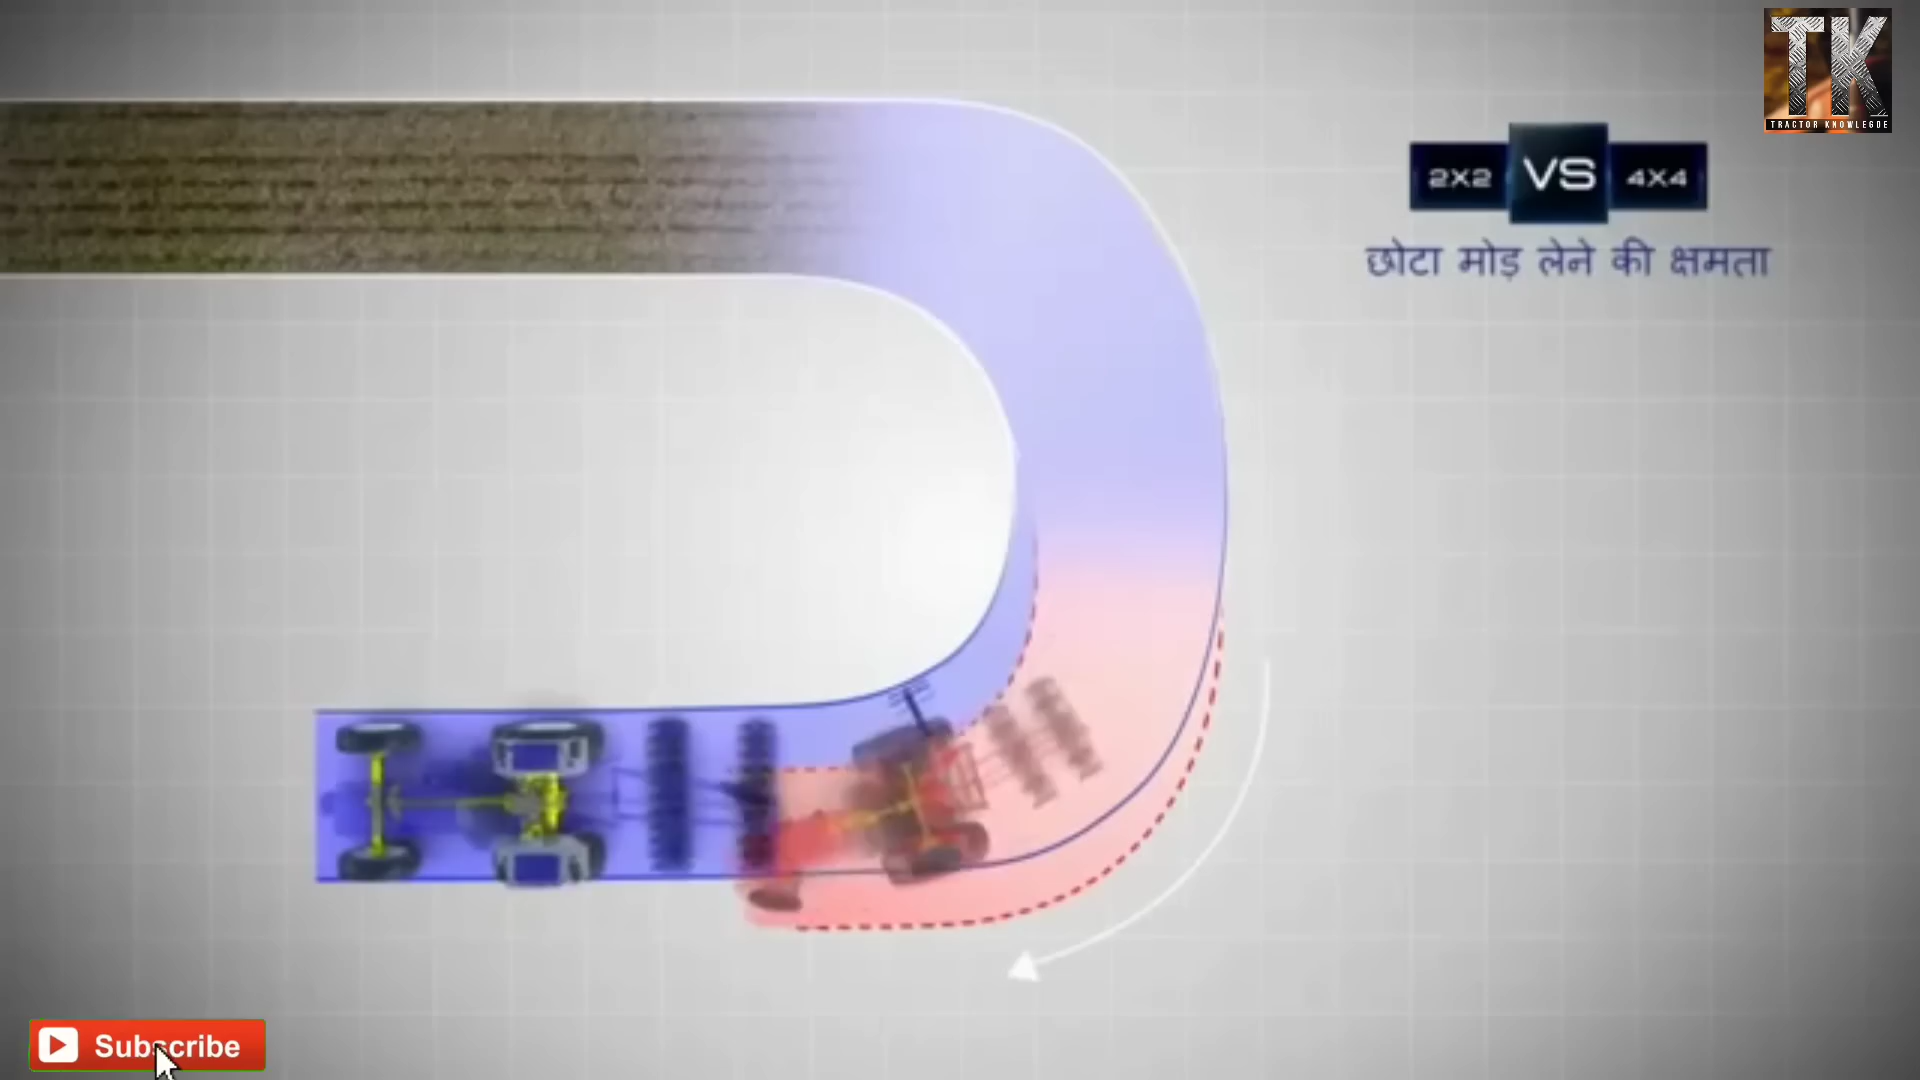 TK
TRACTOR KNOWLEGDE
2X2 VS 4X4
छोटा मोड़ लेने की क्षमता
Subscribe